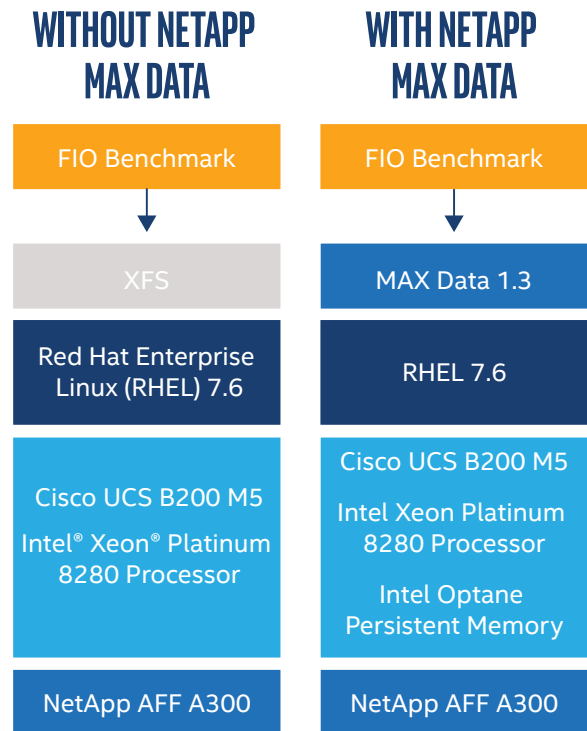 WITHOUT NETAPP
MAX DATA
FIO Benchmark
XFS
Red Hat Enterprise
Linux (RHEL) 7.6
Cisco UCS B200 M5
Intel® Xeon® Platinum
8280 Processor
NetApp AFF A300
WITH NETAPP
MAX DATA
FIO Benchmark
MAX Data 1.3
RHEL 7.6
Cisco UCS B200 M5
Intel Xeon Platinum
8280 Processor
Intel Optane
Persistent Memory
NetApp AFF A300